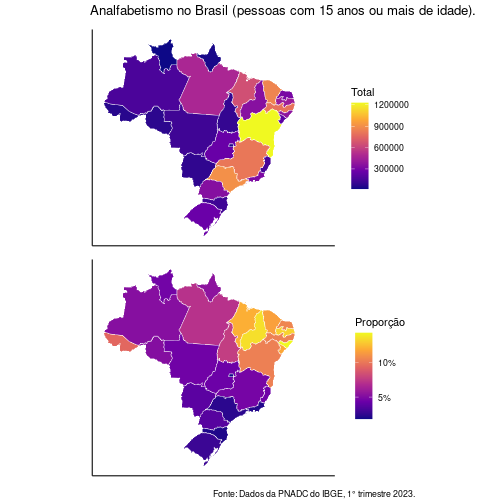 Analfabetismo no Brasil (pessoas com 15 anos ou mais de idade).
Total
1200000
900000
600000
300000
Proporção
10%
5%
Fonte: Dados da PNADC do IBGE, 1° trimestre 2023.